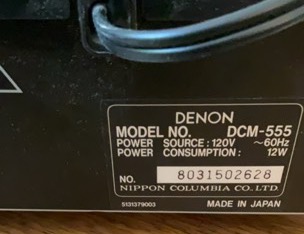 DENON
MODEL NO. DCM-555
POWER SOURCE: 120V ~60Hz
POWER CONSUMPTION: 12W
NO. 8031502628
NIPPON COLUMBIA CO. LTD.
5131379003 MADE IN JAPAN